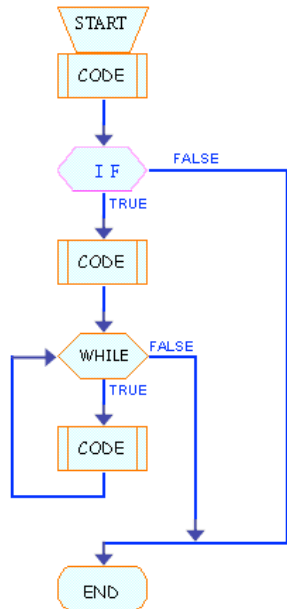 START
CODE
IF
FALSE
TRUE
CODE
WHILE
FALSE
TRUE
CODE
END